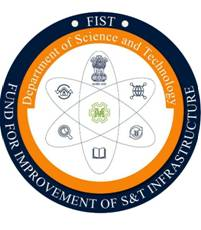 FIST
Department of Science and Technology
FUND FOR IMPROVEMENT OF S&T INFRASTRUCTURE